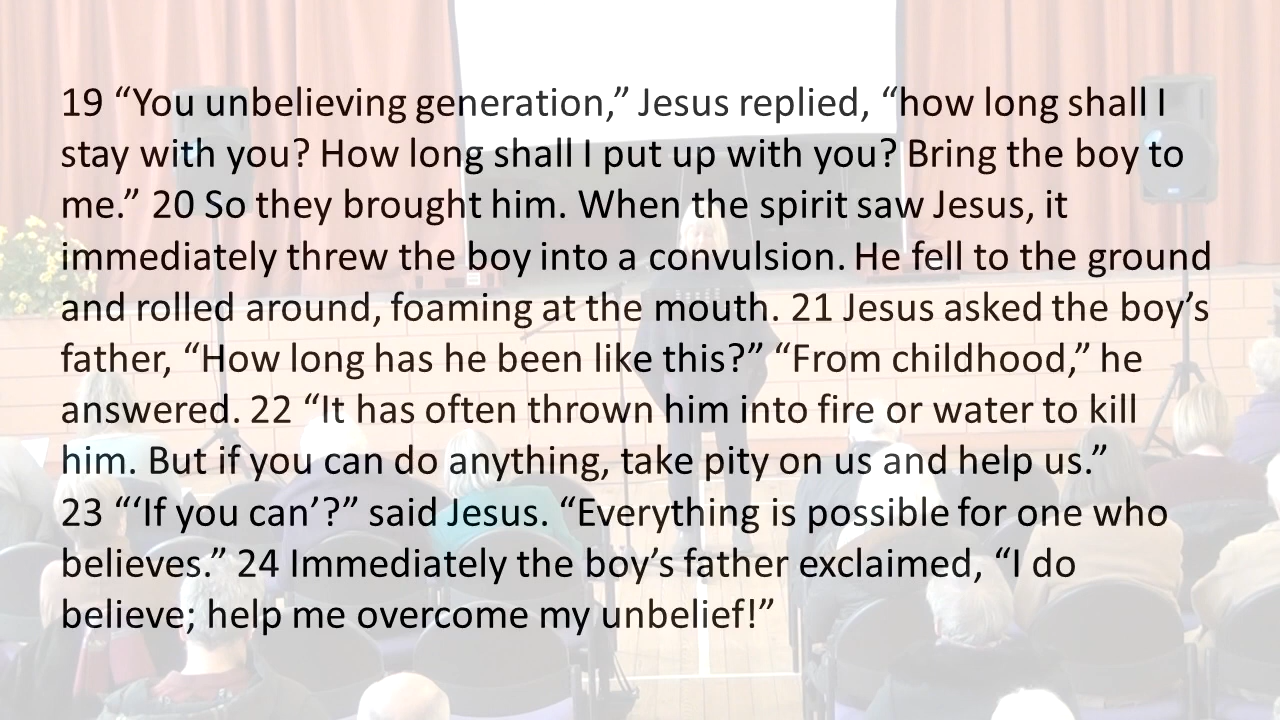 19 “You unbelieving generation,” Jesus replied, “how long shall I
stay with you? How long shall I put up with you? Bring the boy to
me.” 20 So they brought him. When the spirit saw Jesus, it
immediately threw the boy into a convulsion. He fell to the ground
and rolled around, foaming at the mouth. 21 Jesus asked the boy’s
father, “How long has he been like this?” “From childhood,” he
answered. 22 “It has often thrown him into fire or water to kill
him. But if you can do anything, take pity on us and help us.”
23 “‘If you can’?” said Jesus. “Everything is possible for one who
believes.” 24 Immediately the boy’s father exclaimed, “I do
believe; help me overcome my unbelief!”